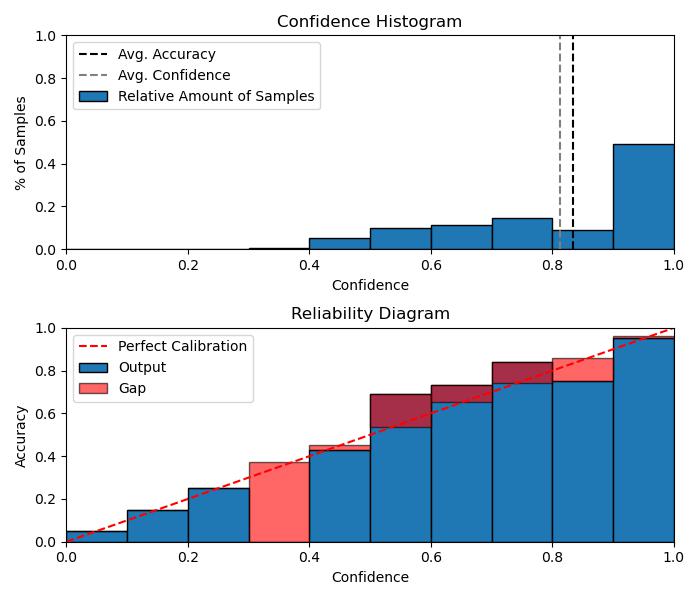 Confidence Histogram
1.0
0.8
0.6
0.4
0.2
0.0
% of Samples
Avg. Accuracy
Avg. Confidence
Relative Amount of Samples
0.0 0.2 0.4 0.6 0.8 1.0
Confidence
Reliability Diagram
1.0
0.8
0.6
0.4
0.2
0.0
Accuracy
Perfect Calibration
Output
Gap
0.0 0.2 0.4 0.6 0.8 1.0
Confidence